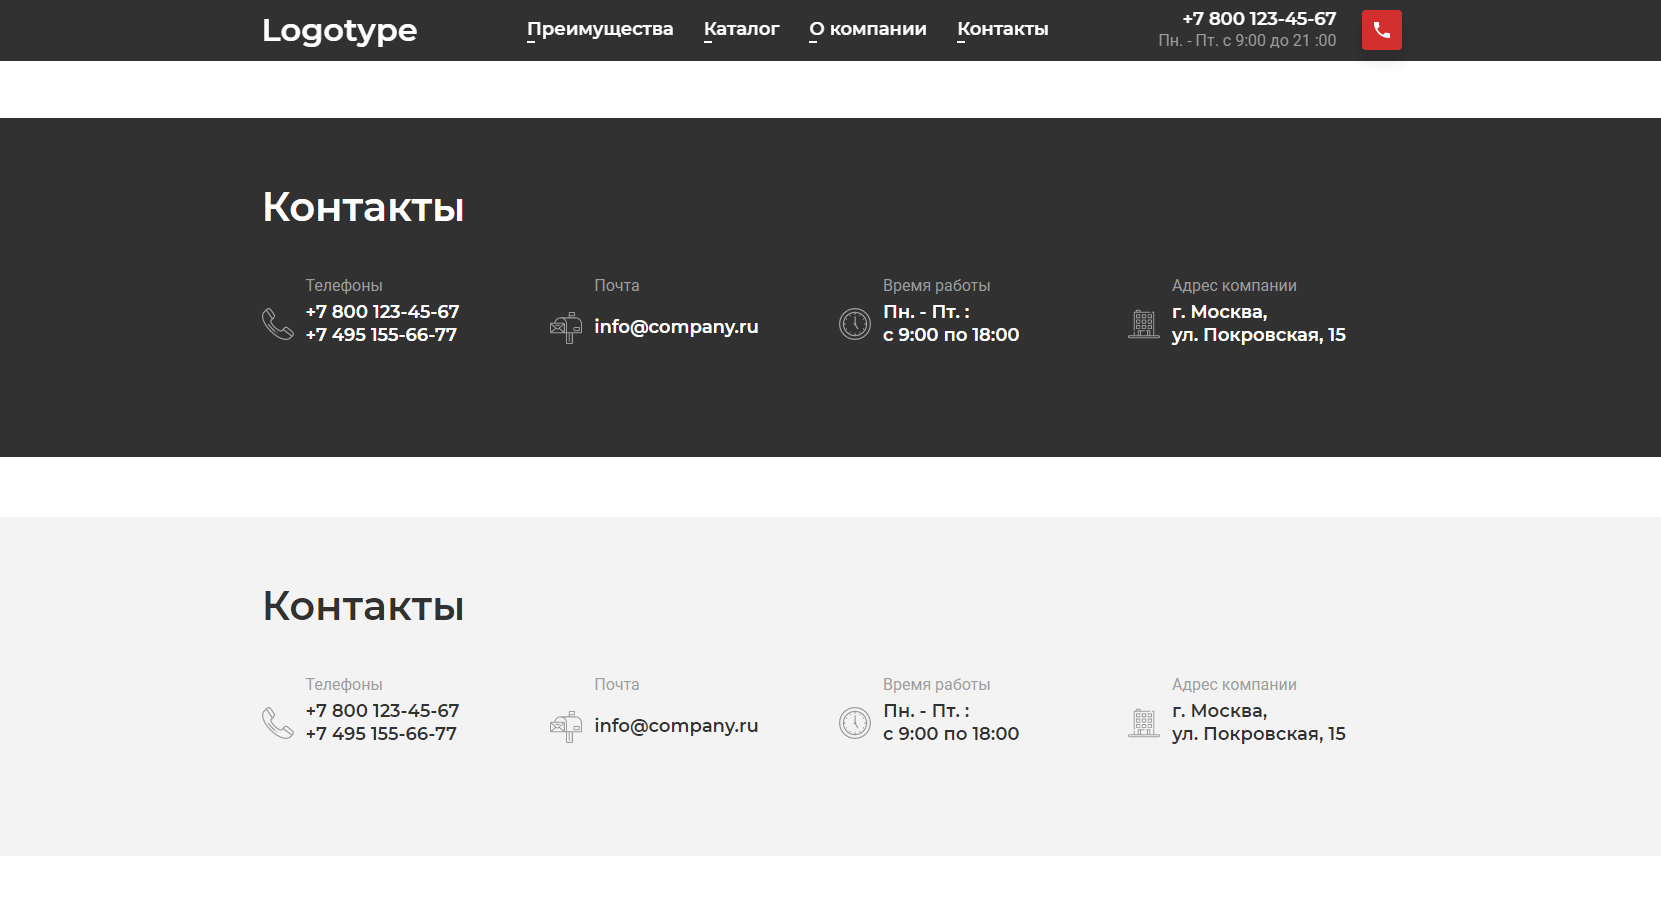 Logotype
Преимущества
Каталог
О компании
Контакты
+7 800 123-45-67
Пн. - Пт. с 9:00 до 21 :00
Контакты
Телефоны
+7 800 123-45-67
+7 495 155-66-77
Почта
info@company.ru
Время работы
Пн. - Пт. :
с 9:00 по 18:00
Адрес компании
г. Москва,
ул. Покровская, 15
Контакты
Телефоны
+7 800 123-45-67
+7 495 155-66-77
Почта
info@company.ru
Время работы
Пн. - Пт. :
с 9:00 по 18:00
Адрес компании
г. Москва,
ул. Покровская, 15